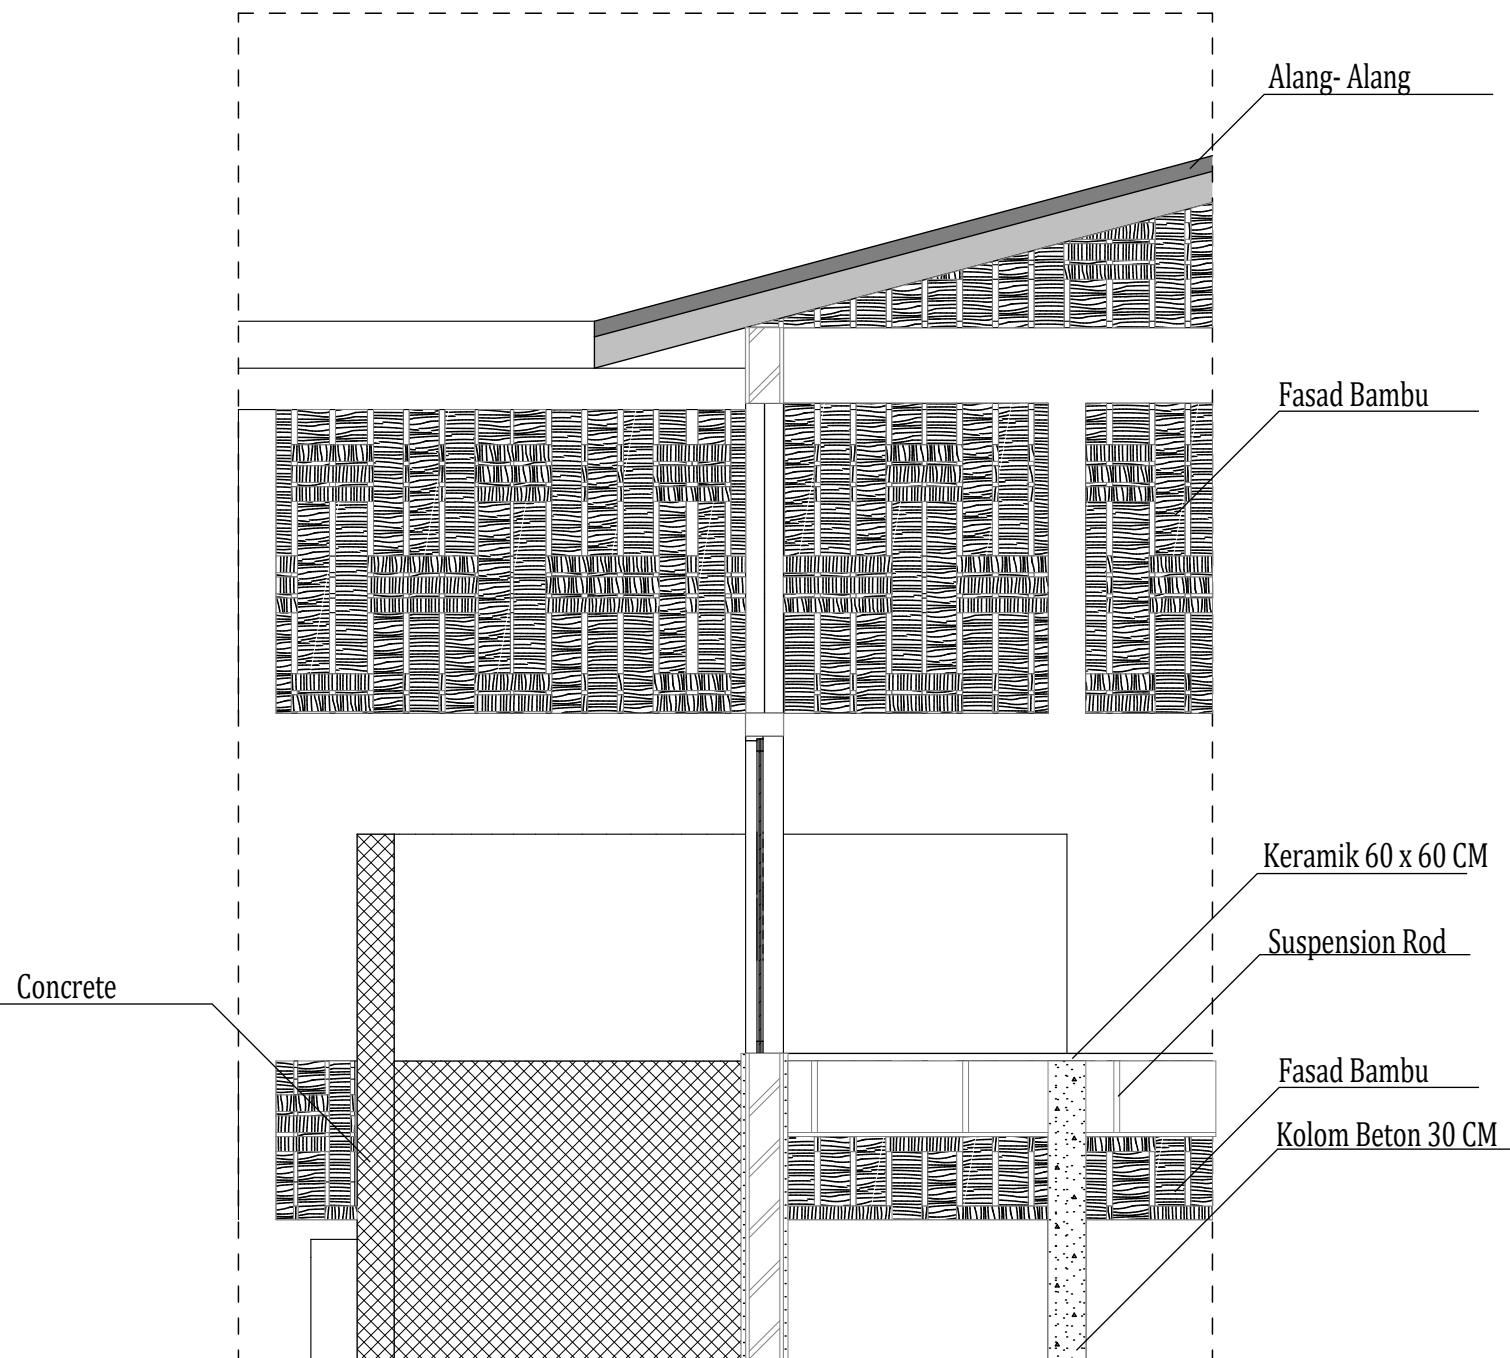 Alang- Alang
Fasad Bambu
Keramik 60 x 60 CM
Suspension Rod
Concrete
Fasad Bambu
Kolom Beton 30 CM